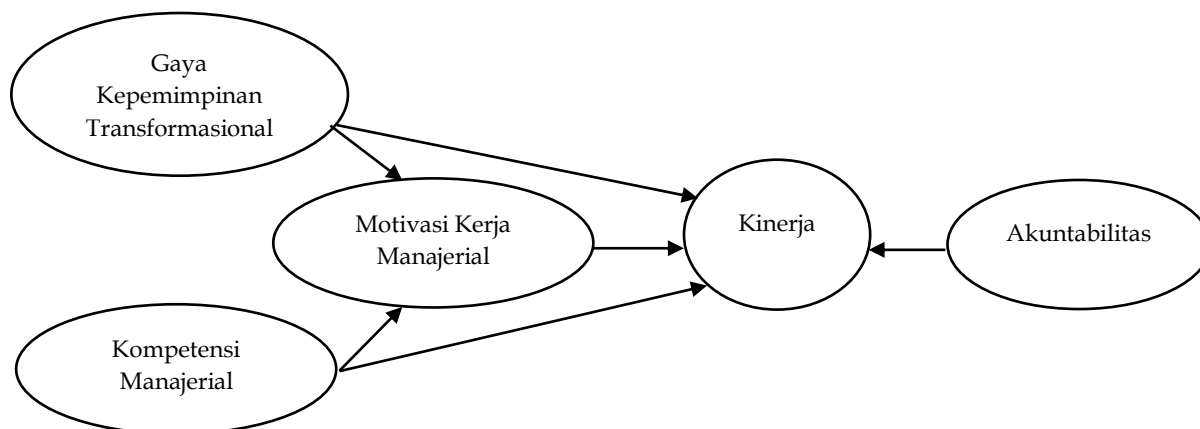 Gaya
Kepemimpinan
Transformasional
Motivasi Kerja
Manajerial
Kinerja
Akuntabilitas
Kompetensi
Manajerial